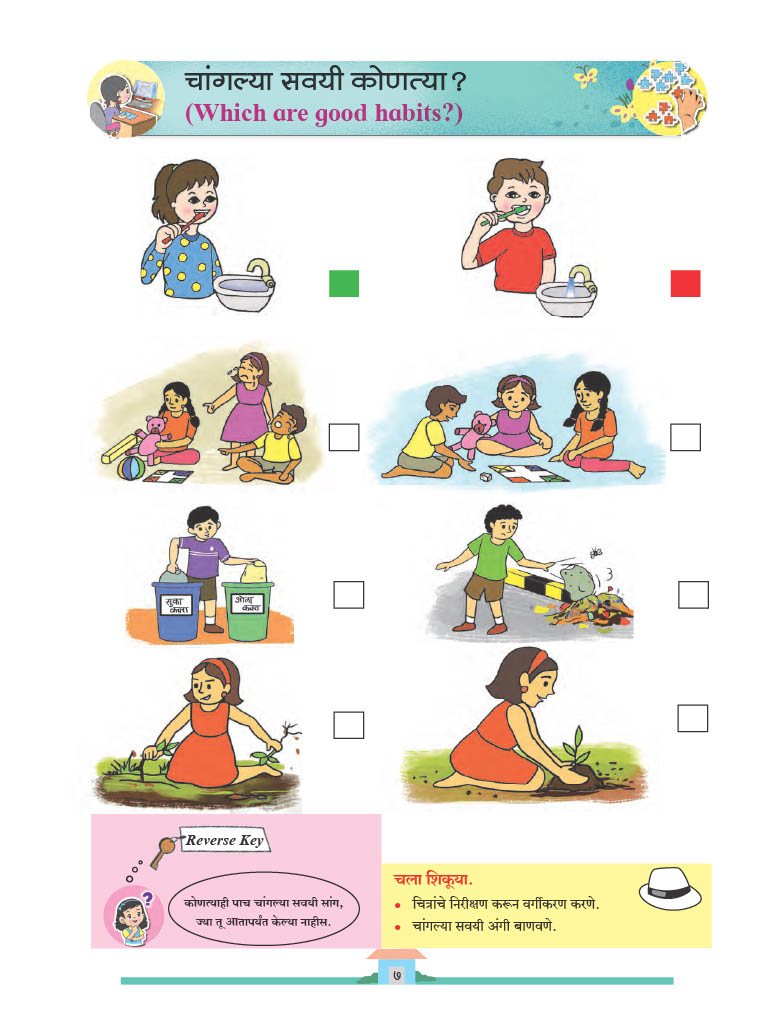 चांगल्या सवयी कोणत्या?
(Which are good habits?)
सुका
कचरा
ओला
कचरा
Reverse Key
कोणत्याही पाच चांगल्या सवयी सांग,
ज्या तू आतापर्यंत केल्या नाहीस.
चला शिकूया.
• चित्रांचे निरीक्षण करून वर्गीकरण करणे.
• चांगल्या सवयी अंगी बाणवणे.
७